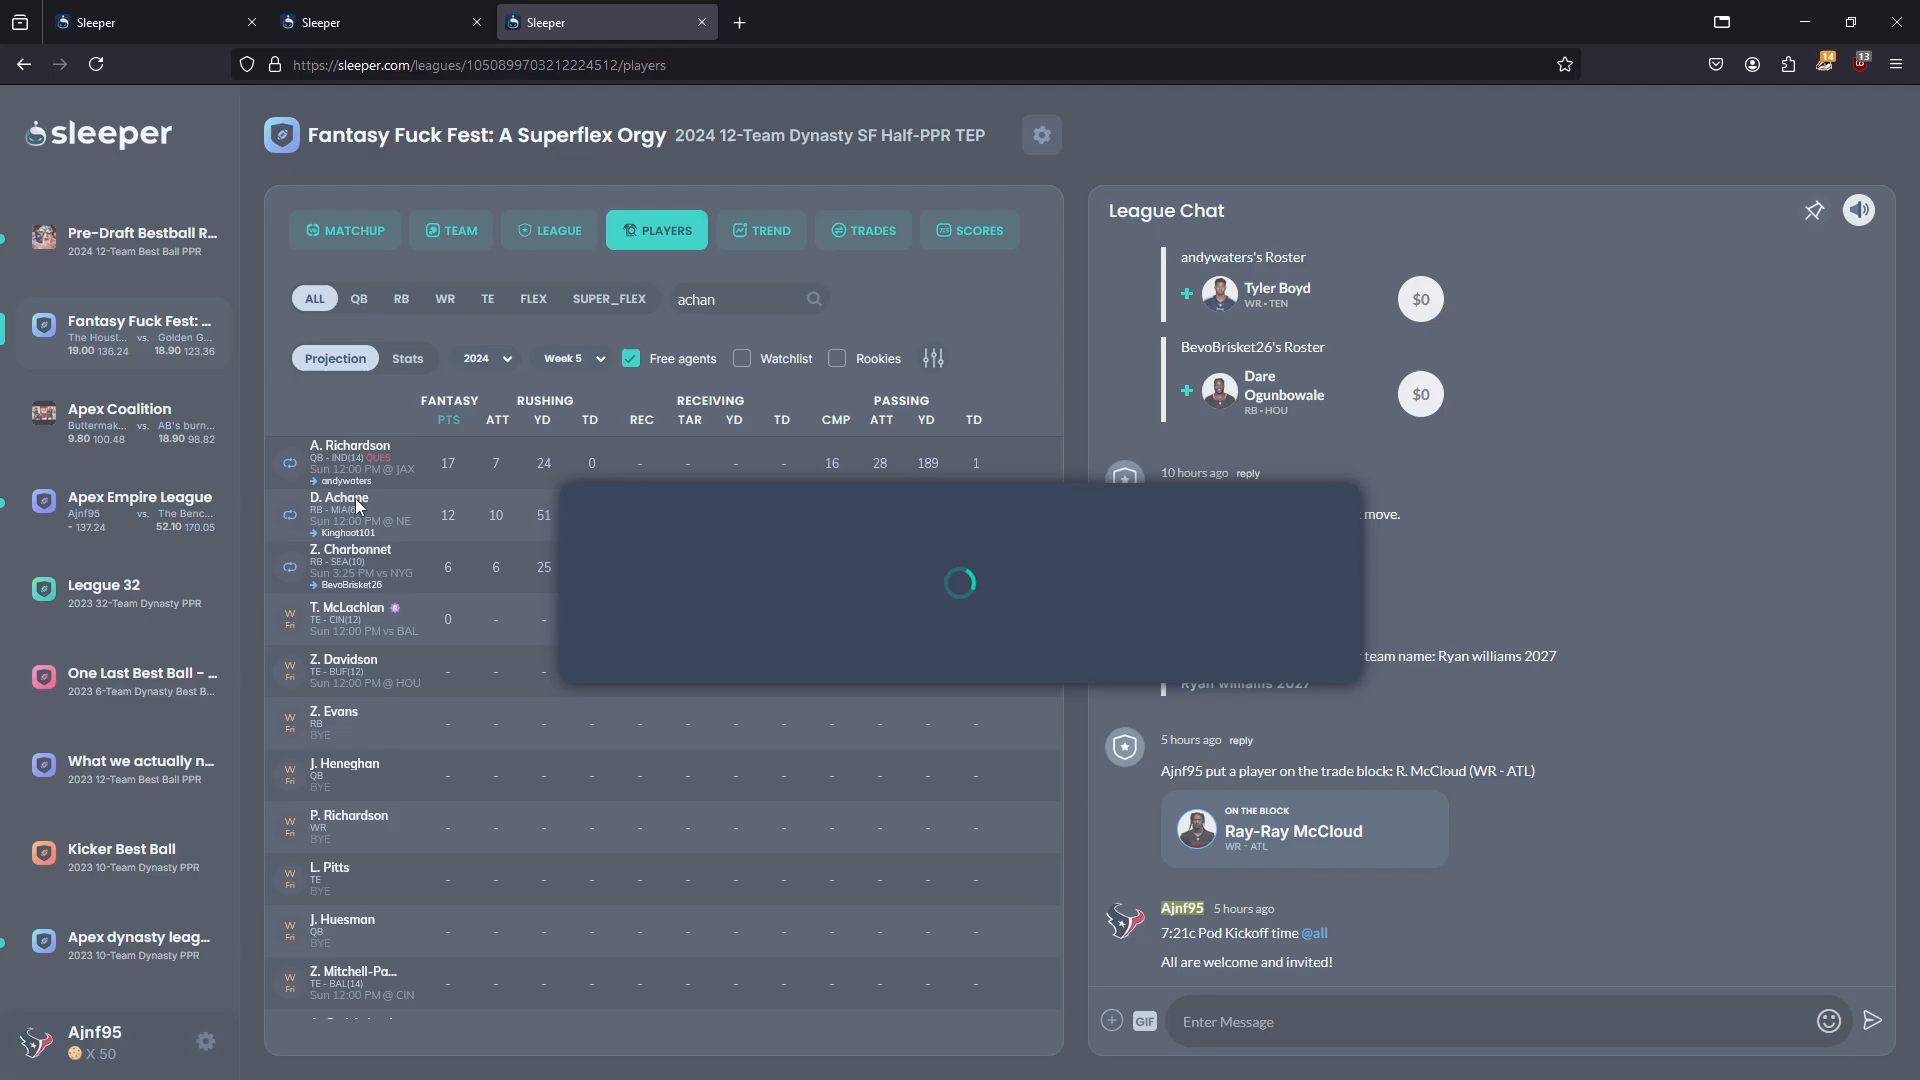 Sleeper
Sleeper
Sleeper
https://sleeper.com/leagues/1050899703212224512/players
14
13
sleeper
Fantasy Fuck Fest: A Superflex Orgy 2024 12-Team Dynasty SF Half-PPR TEP
Pre-Draft Bestball R...
2024 12-Team Best Ball PPR
Fantasy Fuck Fest: ...
The Houst... vs. Golden G...
19.00 136.24 18.90 123.36
Apex Coalition
Buttermak... vs. AB's burn...
9.80 100.48 18.90 98.82
Apex Empire League
Ajnf95 vs. The Benc...
- 137.24 52.10 170.05
League 32
2023 32-Team Dynasty PPR
One Last Best Ball - ...
2023 6-Team Dynasty Best B...
What we actually n...
2023 12-Team Best Ball PPR
Kicker Best Ball
2023 10-Team Dynasty PPR
Apex dynasty leag...
2023 10-Team Dynasty PPR
Ajnf95
X 50
MATCHUP TEAM LEAGUE PLAYERS TREND TRADES SCORES
ALL QB RB WR TE FLEX SUPER_FLEX achan
Projection Stats 2024 Week 5 Free agents Watchlist Rookies
FANTASY RUSHING RECEIVING PASSING
PTS ATT YD TD REC TAR YD TD CMP ATT YD TD
A. Richardson
QB - IND(14) QUES
Sun 12:00 PM @ JAX
andywaters
17 7 24 0 - - - - 16 28 189 1
D. Achane
RB - MIA(6
Sun 12:00 PM @ NE
Kinghoot101
12 10 51
Z. Charbonnet
RB - SEA(10)
Sun 3:25 PM vs NYG
BevoBrisket26
6 6 25
W
Fri
T. McLachlan R
TE - CIN(12)
Sun 12:00 PM vs BAL
0 - -
W
Fri
Z. Davidson
TE - BUF(12)
Sun 12:00 PM @ HOU
- - -
W
Fri
Z. Evans
RB
BYE
- - - - - - - - - - - -
W
Fri
J. Heneghan
QB
BYE
- - - - - - - - - - - -
W
Fri
P. Richardson
WR
BYE
- - - - - - - - - - - -
W
Fri
L. Pitts
TE
BYE
- - - - - - - - - - - -
W
Fri
J. Huesman
QB
BYE
- - - - - - - - - - - -
W
Fri
Z. Mitchell-Pa...
TE - BAL(14)
Sun 12:00 PM @ CIN
- - - - - - - - - - - -
League Chat
andywaters's Roster
+ Tyler Boyd
WR - TEN
$0
BevoBrisket26's Roster
+ Dare
Ogunbowale
RB - HOU
$0
10 hours ago reply
move.
team name: Ryan williams 2027
Ryan williams 2027
5 hours ago reply
Ajnf95 put a player on the trade block: R. McCloud (WR - ATL)
ON THE BLOCK
Ray-Ray McCloud
WR - ATL
Ajnf95 5 hours ago
7:21c Pod Kickoff time @all
All are welcome and invited!
GIF Enter Message